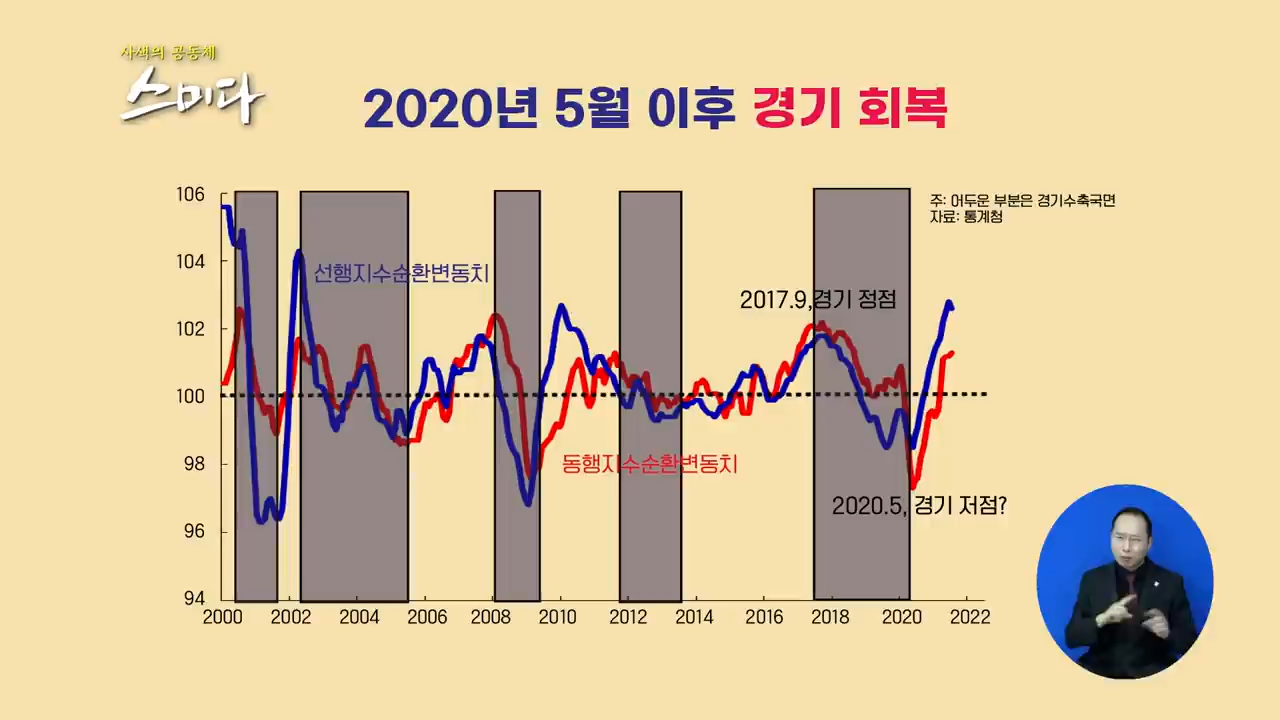 사색의 공동체
스미다
2020년 5월 이후 경기 회복
106
104
102
100
98
96
94
주: 어두운 부분은 경기수축국면
자료: 통계청
선행지수순환변동치
2017.9,경기 정점
동행지수순환변동치
2020.5, 경기 저점?
2000 2002 2004 2006 2008 2010 2012 2014 2016 2018 2020 2022